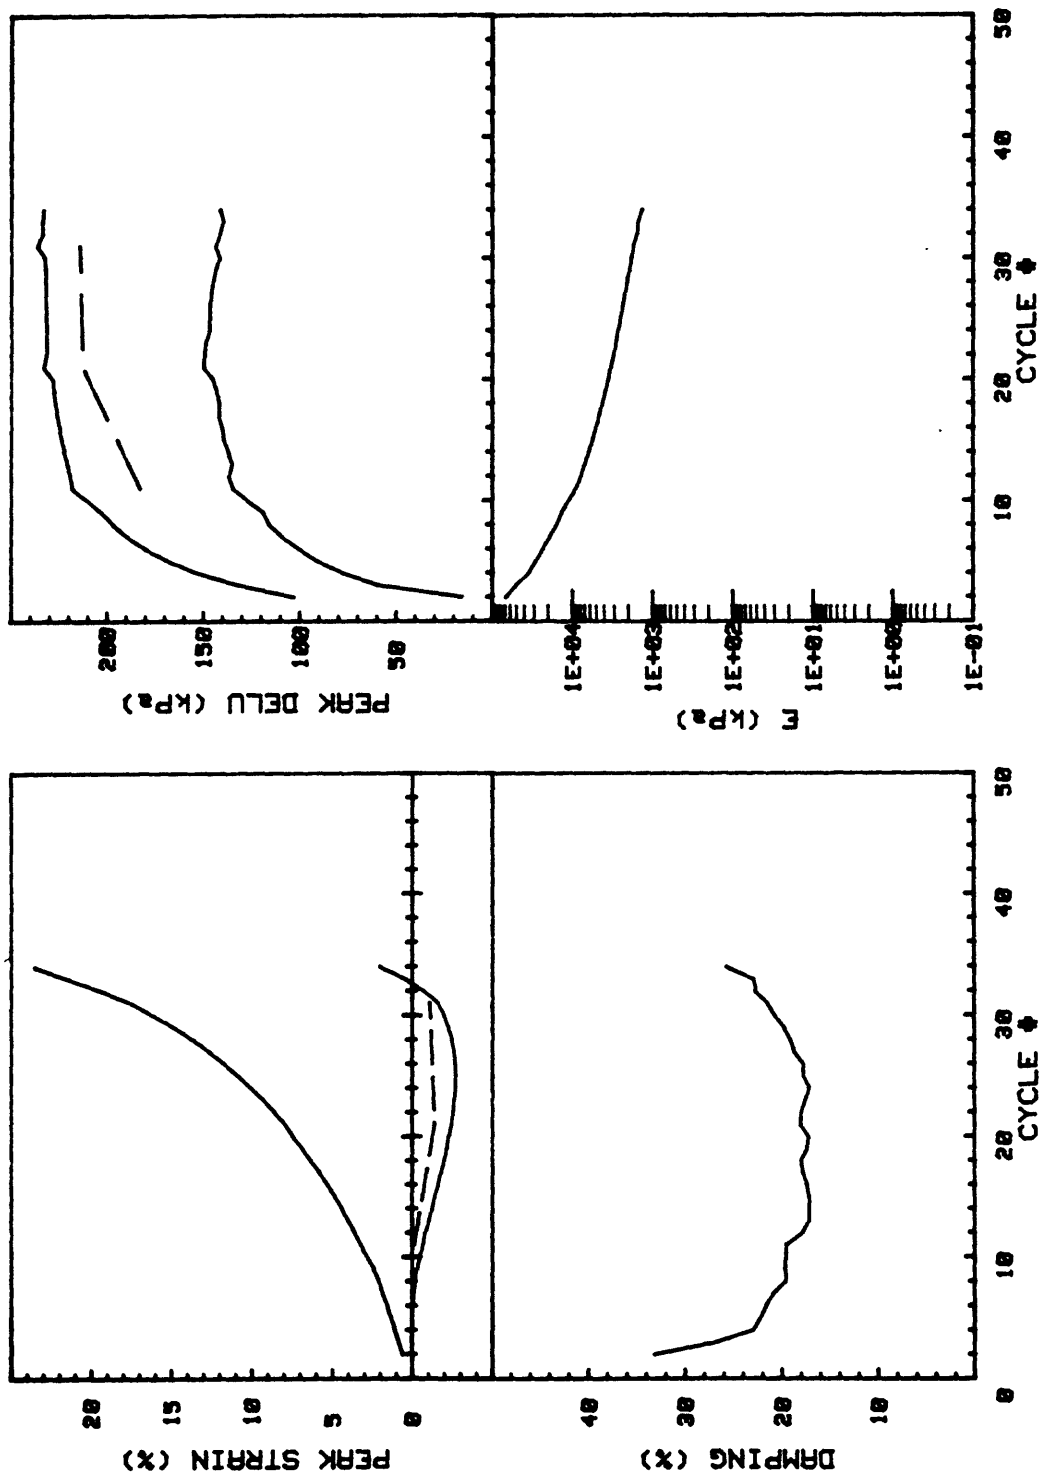 PEAK STRAIN (%)
20
15
10
5
0
DAMPING (%)
40
30
20
10
0
10
20
30
40
50
CYCLE #
PEAK DELU (kPa)
200
150
100
50
E (kPa)
1E+04
1E+03
1E+02
1E+01
1E+00
1E-01
10
20
30
40
50
CYCLE #